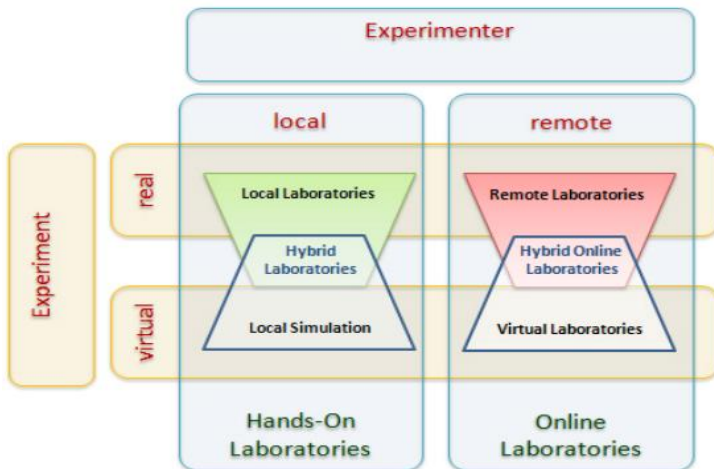 Experimenter
local
remote
Experiment
real
Local Laboratories
Remote Laboratories
Hybrid
Laboratories
Hybrid Online
Laboratories
virtual
Local Simulation
Virtual Laboratories
Hands-On
Laboratories
Online
Laboratories